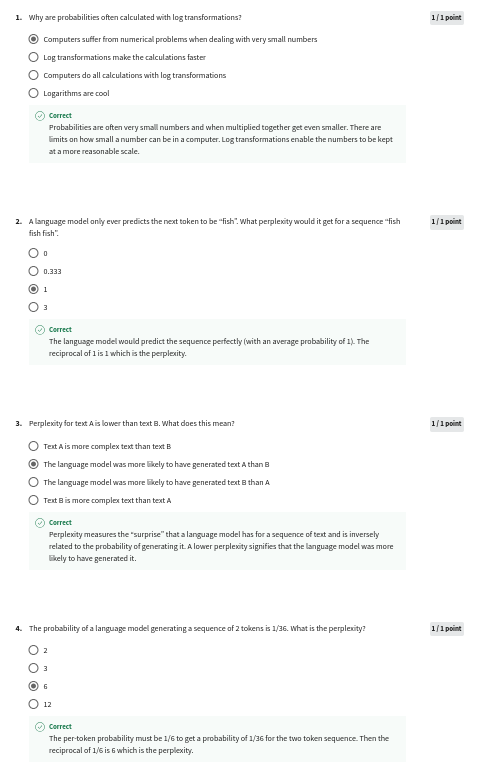 1. Why are probabilities often calculated with log transformations? 1 / 1 point
Computers suffer from numerical problems when dealing with very small numbers
Log transformations make the calculations faster
Computers do all calculations with log transformations
Logarithms are cool
Correct
Probabilities are often very small numbers and when multiplied together get even smaller. There are
limits on how small a number can be in a computer. Log transformations enable the numbers to be kept
at a more reasonable scale.
2. A language model only ever predicts the next token to be “fish”. What perplexity would it get for a sequence “fish 1 / 1 point
fish fish”.
0
0.333
1
3
Correct
The language model would predict the sequence perfectly (with an average probability of 1). The
reciprocal of 1 is 1 which is the perplexity.
3. Perplexity for text A is lower than text B. What does this mean? 1 / 1 point
Text A is more complex text than text B
The language model was more likely to have generated text A than B
The language model was more likely to have generated text B than A
Text B is more complex text than text A
Correct
Perplexity measures the “surprise” that a language model has for a sequence of text and is inversely
related to the probability of generating it. A lower perplexity signifies that the language model was more
likely to have generated it.
4. The probability of a language model generating a sequence of 2 tokens is 1/36. What is the perplexity? 1 / 1 point
2
3
6
12
Correct
The per-token probability must be 1/6 to get a probability of 1/36 for the two token sequence. Then the
reciprocal of 1/6 is 6 which is the perplexity.